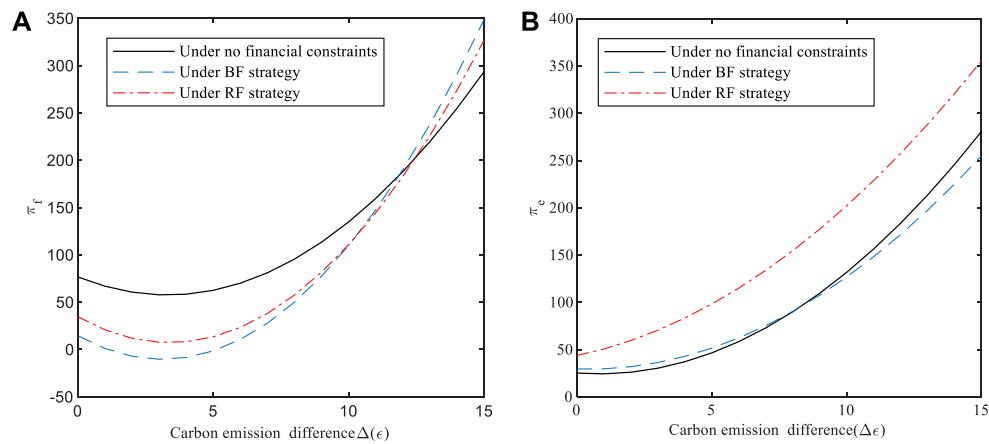 A
350
300
250
200
150
100
50
0
-50
π_f
Under no financial constraints
Under BF strategy
Under RF strategy
0 5 10 15
Carbon emission difference Δ(ϵ)
B
400
350
300
250
200
150
100
50
0
π_e
Under no financial constraints
Under BF strategy
Under RF strategy
0 5 10 15
Carbon emission difference(Δϵ)